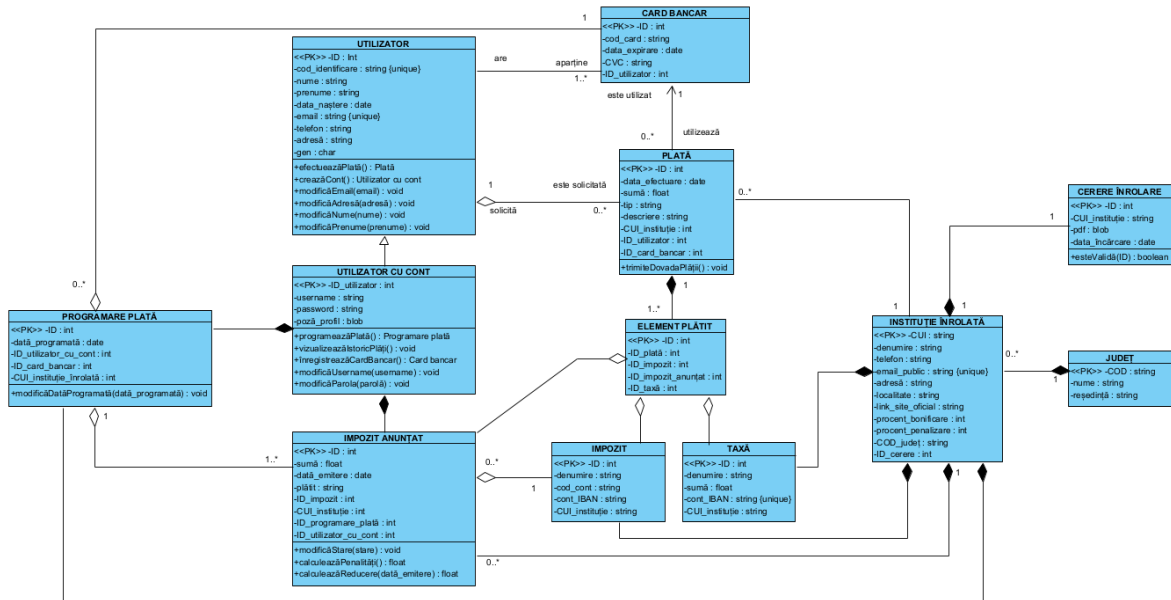 CARD BANCAR
<<PK>> -ID : int
-cod_card : string
-data_expirare : date
-CVC : string
-ID_utilizator : int
1
UTILIZATOR
<<PK>> -ID : Int
-cod_identificare : string {unique}
-nume : string
-prenume : string
-data_naștere : date
-email : string {unique}
-telefon : string
-adresă : string
-gen : char
+efectueazăPlată() : Plată
+creazăCont() : Utilizator cu cont
+modificăEmail(email) : void
+modificăAdresă(adresă) : void
+modificăNume(nume) : void
+modificăPrenume(prenume) : void
are
aparține
1..*
este utilizat
1
0..*
utilizează
PLATĂ
<<PK>> -ID : int
-data_efectuare : date
-sumă : float
-tip : string
-descriere : string
-CUI_instituție : int
-ID_utilizator : int
-ID_card_bancar : int
+trimiteDovadaPlății() : void
1
este solicitată
solicită
0..*
0..*
CERERE ÎNROLARE
<<PK>> -ID : int
-CUI_instituție : string
-pdf : blob
-data_încărcare : date
+esteValidă(ID) : boolean
1
1
UTILIZATOR CU CONT
<<PK>> -ID_utilizator : int
-username : string
-password : string
-poză_profil : blob
+programeazăPlată() : Programare plată
+vizualizeazăIstoricPlăți() : void
+înregistreazăCardBancar() : Card bancar
+modificăUsername(username) : void
+modificăParola(parolă) : void
0..*
PROGRAMARE PLATĂ
<<PK>> -ID : int
-dată_programată : date
-ID_utilizator_cu_cont : int
-ID_card_bancar : int
-CUI_instituție_înrolată : int
+modificăDatăProgramată(dată_programată) : void
1
1..*
1
1..*
ELEMENT PLĂTIT
<<PK>> -ID : int
-ID_plată : int
-ID_impozit : int
-ID_impozit_anunțat : int
-ID_taxă : int
1
INSTITUȚIE ÎNROLATĂ
<<PK>> -CUI : string
-denumire : string
-telefon : string
-email_public : string {unique}
-adresă : string
-localitate : string
-link_site_oficial : string
-procent_bonificare : int
-procent_penalizare : int
-COD_județ : string
-ID_cerere : int
0..*
1
JUDEȚ
<<PK>> -COD : string
-nume : string
-reședință : string
IMPOZIT ANUNȚAT
<<PK>> -ID : int
-sumă : float
-dată_emitere : date
-plătit : string
-ID_impozit : int
-CUI_instituție : int
-ID_programare_plată : int
-ID_utilizator_cu_cont : int
+modificăStare(stare) : void
+calculeazăPenalități() : float
+calculeazăReducere(dată_emitere) : float
0..*
1
IMPOZIT
<<PK>> -ID : int
-denumire : string
-cod_cont : string
-cont_IBAN : string
-CUI_instituție : string
TAXĂ
<<PK>> -ID : int
-denumire : string
-sumă : float
-cont_IBAN : string {unique}
-CUI_instituție : string
1
0..*